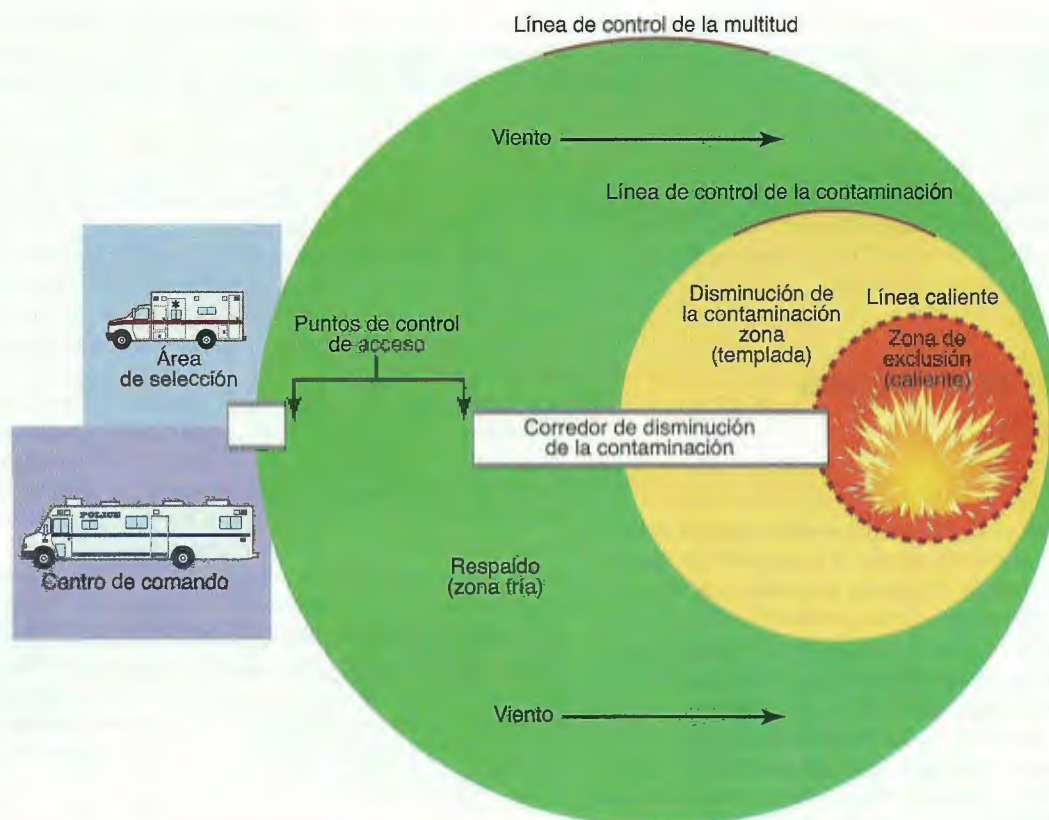 Línea de control de la multitud
Viento
Línea de control de la contaminación
Disminución de
la contaminación
zona
(templada)
Línea caliente
Zona de
exclusión
(caliente)
Puntos de control
de acceso
Área
de selección
Corredor de disminución
de la contaminación
POLICE
Centro de comando
Respaldo
(zona fría)
Viento